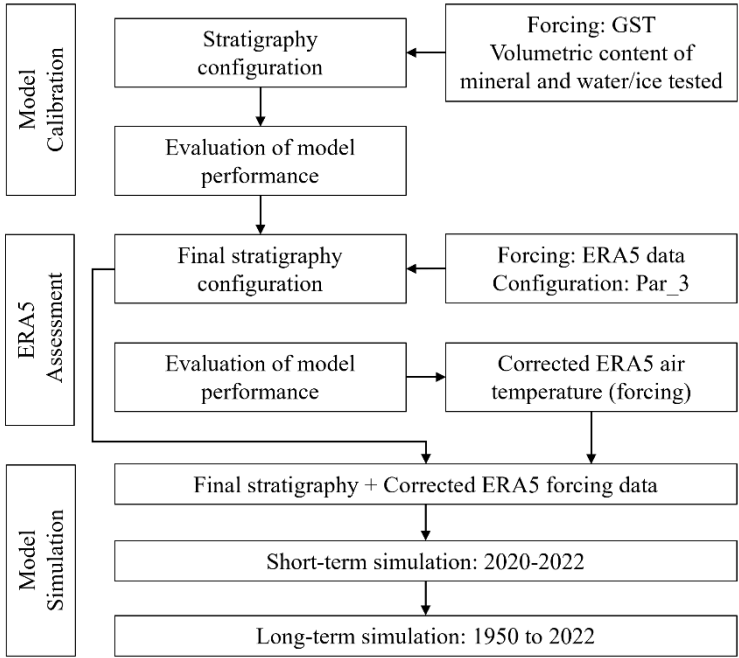 Model
Calibration
Stratigraphy
configuration
Forcing: GST
Volumetric content of
mineral and water/ice tested
Evaluation of model
performance
ERA5
Assessment
Final stratigraphy
configuration
Forcing: ERA5 data
Configuration: Par_3
Evaluation of model
performance
Corrected ERA5 air
temperature (forcing)
Model
Simulation
Final stratigraphy + Corrected ERA5 forcing data
Short-term simulation: 2020-2022
Long-term simulation: 1950 to 2022